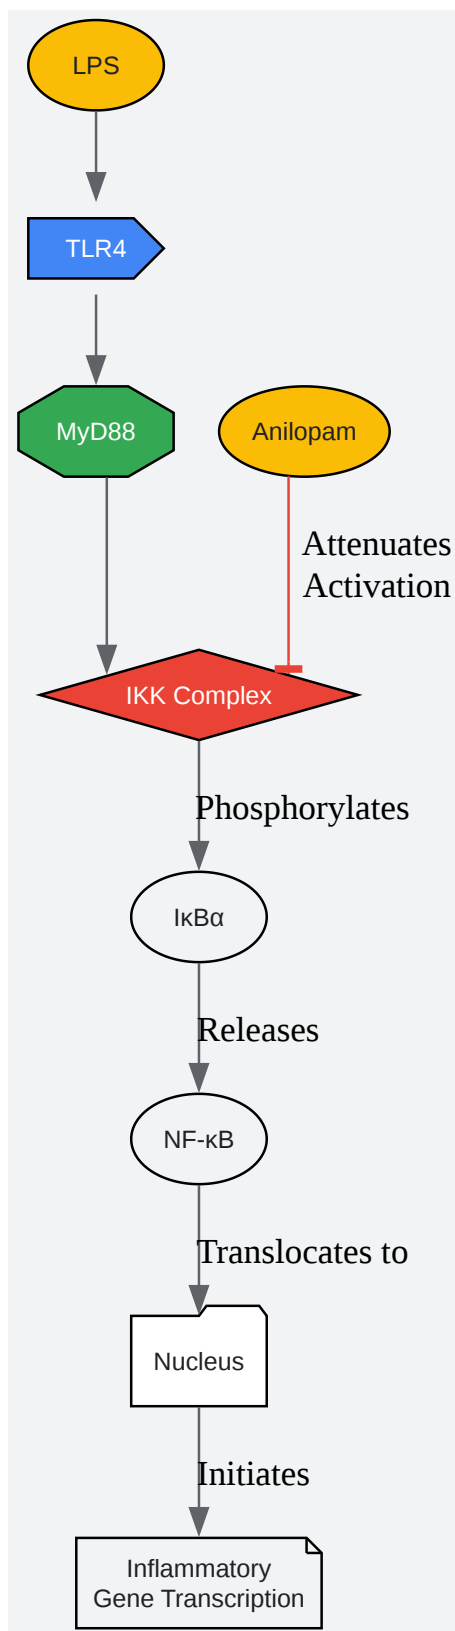 LPS
TLR4
MyD88
Anilopam
Attenuates
Activation
IKK Complex
Phosphorylates
IκBα
Releases
NF-κB
Translocates to
Nucleus
Initiates
Inflammatory
Gene Transcription